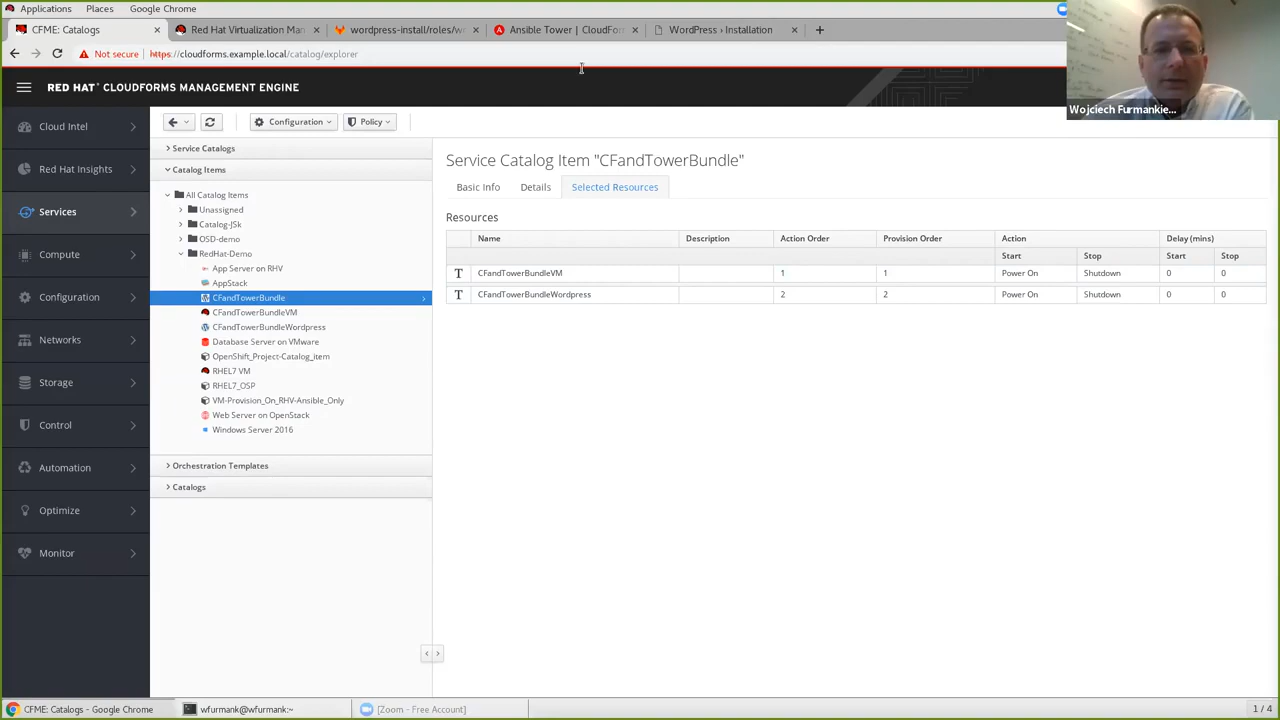 Applications Places Google Chrome
CFME: Catalogs Red Hat Virtualization Man wordpress-install/roles/w Ansible Tower | CloudForm WordPress › Installation
Not secure https://cloudforms.example.local/catalog/explorer
RED HAT® CLOUDFORMS MANAGEMENT ENGINE
Wojciech Furmankie...
Cloud Intel
Red Hat Insights
Services
Compute
Configuration
Networks
Storage
Control
Automation
Optimize
Monitor
Configuration Policy
Service Catalogs
Catalog Items
All Catalog Items
Unassigned
Catalog-JSk
OSD-demo
RedHat-Demo
App Server on RHV
AppStack
CFandTowerBundle
CFandTowerBundleVM
CFandTowerBundleWordpress
Database Server on VMware
OpenShift_Project-Catalog_item
RHEL7 VM
RHEL7_OSP
VM-Provision_On_RHV-Ansible_Only
Web Server on OpenStack
Windows Server 2016
Orchestration Templates
Catalogs
Service Catalog Item "CFandTowerBundle"
Basic Info Details Selected Resources
Resources
Name Description Action Order Provision Order Action Delay (mins)
Start Stop Start Stop
T CFandTowerBundleVM 1 1 Power On Shutdown 0 0
T CFandTowerBundleWordpress 2 2 Power On Shutdown 0 0
CFME: Catalogs - Google Chrome wfurmank@wfurmank:~ [Zoom - Free Account] 1 / 4